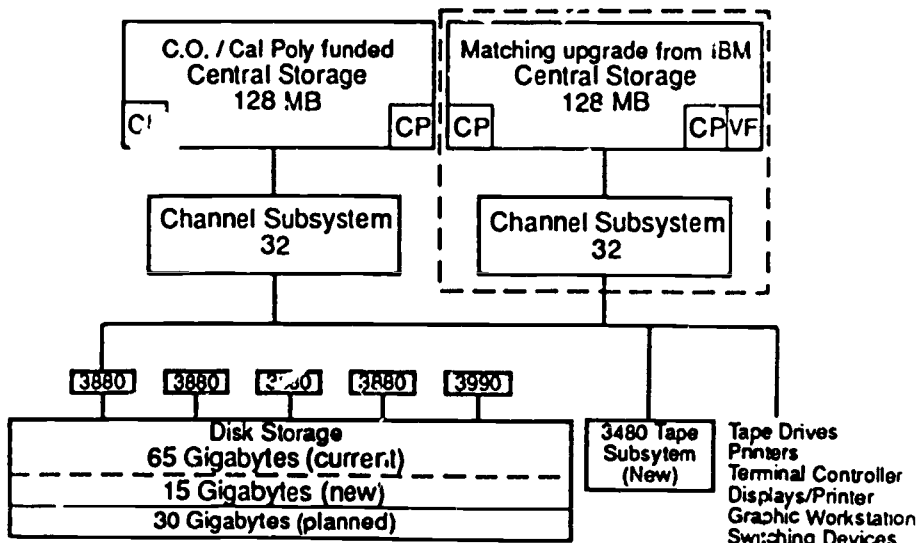 C.O. / Cal Poly funded
Central Storage
128 MB
CP
Matching upgrade from IBM
Central Storage
128 MB
CP
CP VF
Channel Subsystem
32
Channel Subsystem
32
3880 3880 3880 3990
Disk Storage
65 Gigabytes (current)
15 Gigabytes (new)
30 Gigabytes (planned)
3480 Tape
Subsytem
(New)
Tape Drives
Printers
Terminal Controller
Displays/Printer
Graphic Workstation
Switching Devices